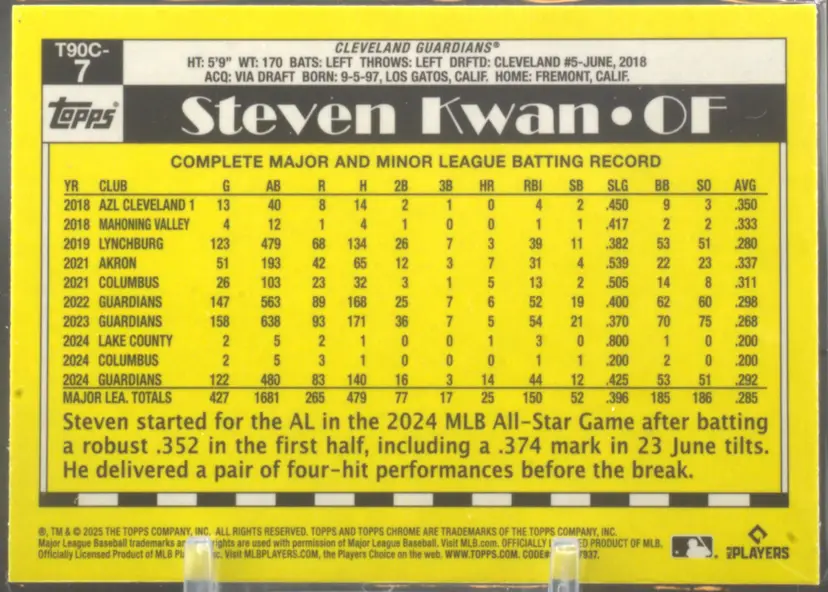 T90C-
7
CLEVELAND GUARDIANS®
HT: 5'9" WT: 170 BATS: LEFT THROWS: LEFT DRFTD: CLEVELAND #5-JUNE, 2018
ACQ: VIA DRAFT BORN: 9-5-97, LOS GATOS, CALIF. HOME: FREMONT, CALIF.
Topps®
Steven Kwan • OF
COMPLETE MAJOR AND MINOR LEAGUE BATTING RECORD
YR CLUB G AB R H 2B 3B HR RBI SB SLG BB SO AVG
2018 AZL CLEVELAND 1 13 40 8 14 2 1 0 4 2 .450 9 3 .350
2018 MAHONING VALLEY 4 12 1 4 1 0 0 1 1 .417 2 2 .333
2019 LYNCHBURG 123 479 68 134 26 7 3 39 11 .382 53 51 .280
2021 AKRON 51 193 42 65 12 3 7 31 4 .539 22 23 .337
2021 COLUMBUS 26 103 23 32 3 1 5 13 2 .505 14 8 .311
2022 GUARDIANS 147 563 89 168 25 7 6 52 19 .400 62 60 .298
2023 GUARDIANS 158 638 93 171 36 7 5 54 21 .370 70 75 .268
2024 LAKE COUNTY 2 5 2 1 0 0 1 3 0 .800 1 0 .200
2024 COLUMBUS 2 5 3 1 0 0 0 1 1 .200 2 0 .200
2024 GUARDIANS 122 480 83 140 16 3 14 44 12 .425 53 51 .292
MAJOR LEA. TOTALS 427 1681 265 479 77 17 25 150 52 .396 185 186 .285
Steven started for the AL in the 2024 MLB All-Star Game after batting
a robust .352 in the first half, including a .374 mark in 23 June tilts.
He delivered a pair of four-hit performances before the break.
®, TM & © 2025 THE TOPPS COMPANY, INC. ALL RIGHTS RESERVED. TOPPS AND TOPPS CHROME ARE TRADEMARKS OF THE TOPPS COMPANY, INC.
Major League Baseball trademarks and copyrights are used with permission of Major League Baseball. Visit MLB.com. OFFICIALLY LICENSED PRODUCT OF MLB.
Officially Licensed Product of MLB Players, Inc. Visit MLBPLAYERS.COM, the Players Choice on the web. WWW.TOPPS.COM. CODE#
MLB PLAYERS